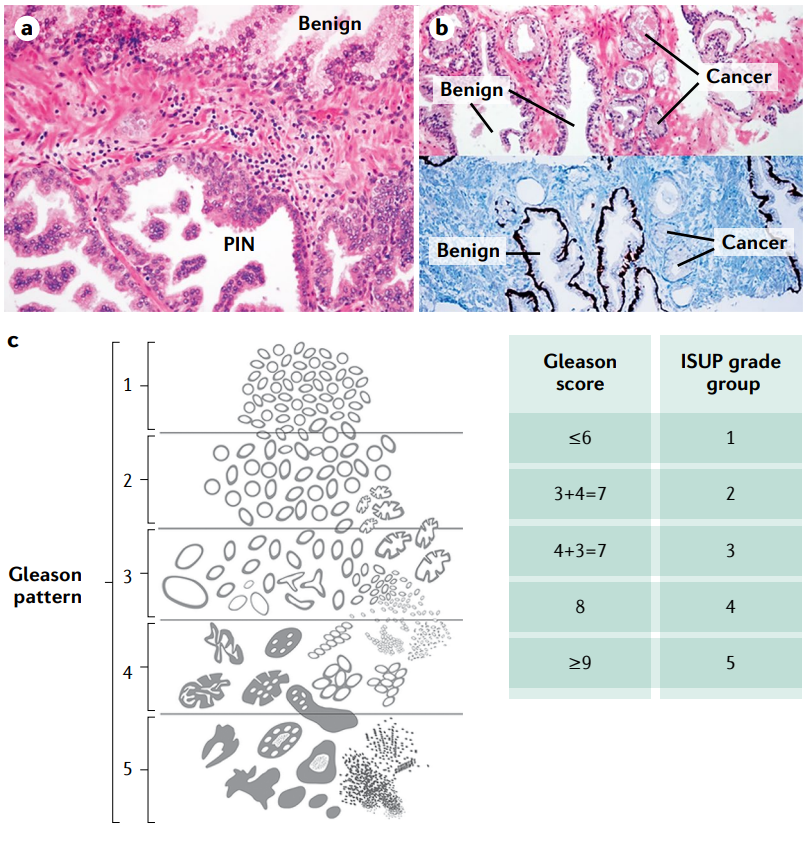 a
Benign
PIN
b
Benign
Cancer
Benign
Cancer
c
Gleason
pattern
1
2
3
4
5
Gleason
score
ISUP grade
group
≤6
1
3+4=7
2
4+3=7
3
8
4
≥9
5